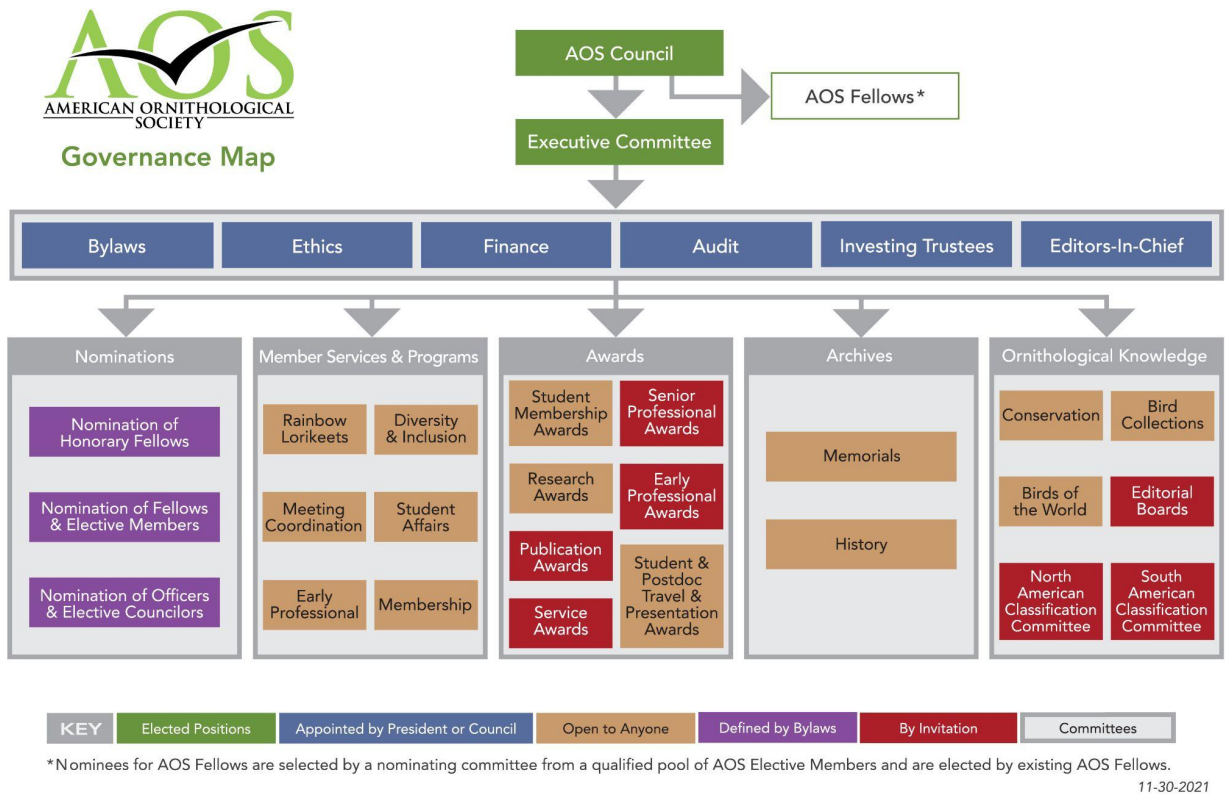 AOS
AMERICAN ORNITHOLOGICAL
SOCIETY
Governance Map
AOS Council
AOS Fellows*
Executive Committee
Bylaws
Ethics
Finance
Audit
Investing Trustees
Editors-In-Chief
Nominations
Nomination of
Honorary Fellows
Nomination of Fellows
& Elective Members
Nomination of Officers
& Elective Councilors
Member Services & Programs
Rainbow
Lorikeets
Diversity
& Inclusion
Meeting
Coordination
Student
Affairs
Early
Professional
Membership
Awards
Student
Membership
Awards
Senior
Professional
Awards
Research
Awards
Early
Professional
Awards
Publication
Awards
Service
Awards
Student &
Postdoc
Travel &
Presentation
Awards
Archives
Memorials
History
Ornithological Knowledge
Conservation
Bird
Collections
Birds of
the World
Editorial
Boards
North
American
Classification
Committee
South
American
Classification
Committee
KEY
Elected Positions
Appointed by President or Council
Open to Anyone
Defined by Bylaws
By Invitation
Committees
*Nominees for AOS Fellows are selected by a nominating committee from a qualified pool of AOS Elective Members and are elected by existing AOS Fellows.
11-30-2021